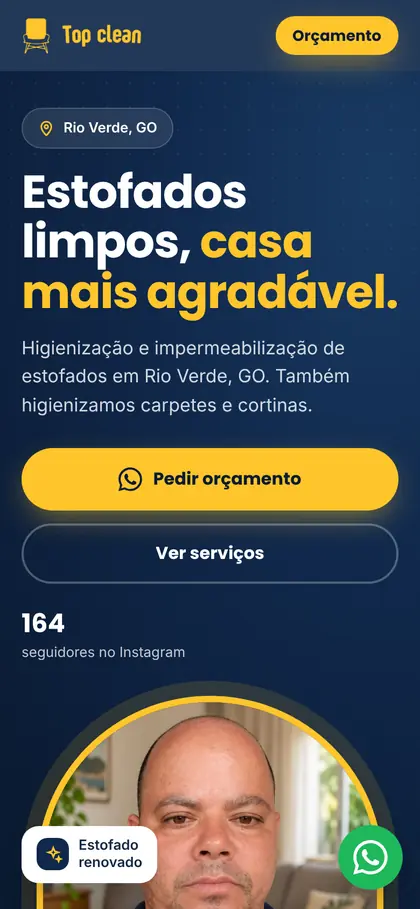 Top clean
Orçamento
Rio Verde, GO
Estofados
limpos, casa
mais agradável.
Higienização e impermeabilização de
estofados em Rio Verde, GO. Também
higienizamos carpetes e cortinas.
Pedir orçamento
Ver serviços
164
seguidores no Instagram
Estofado
renovado